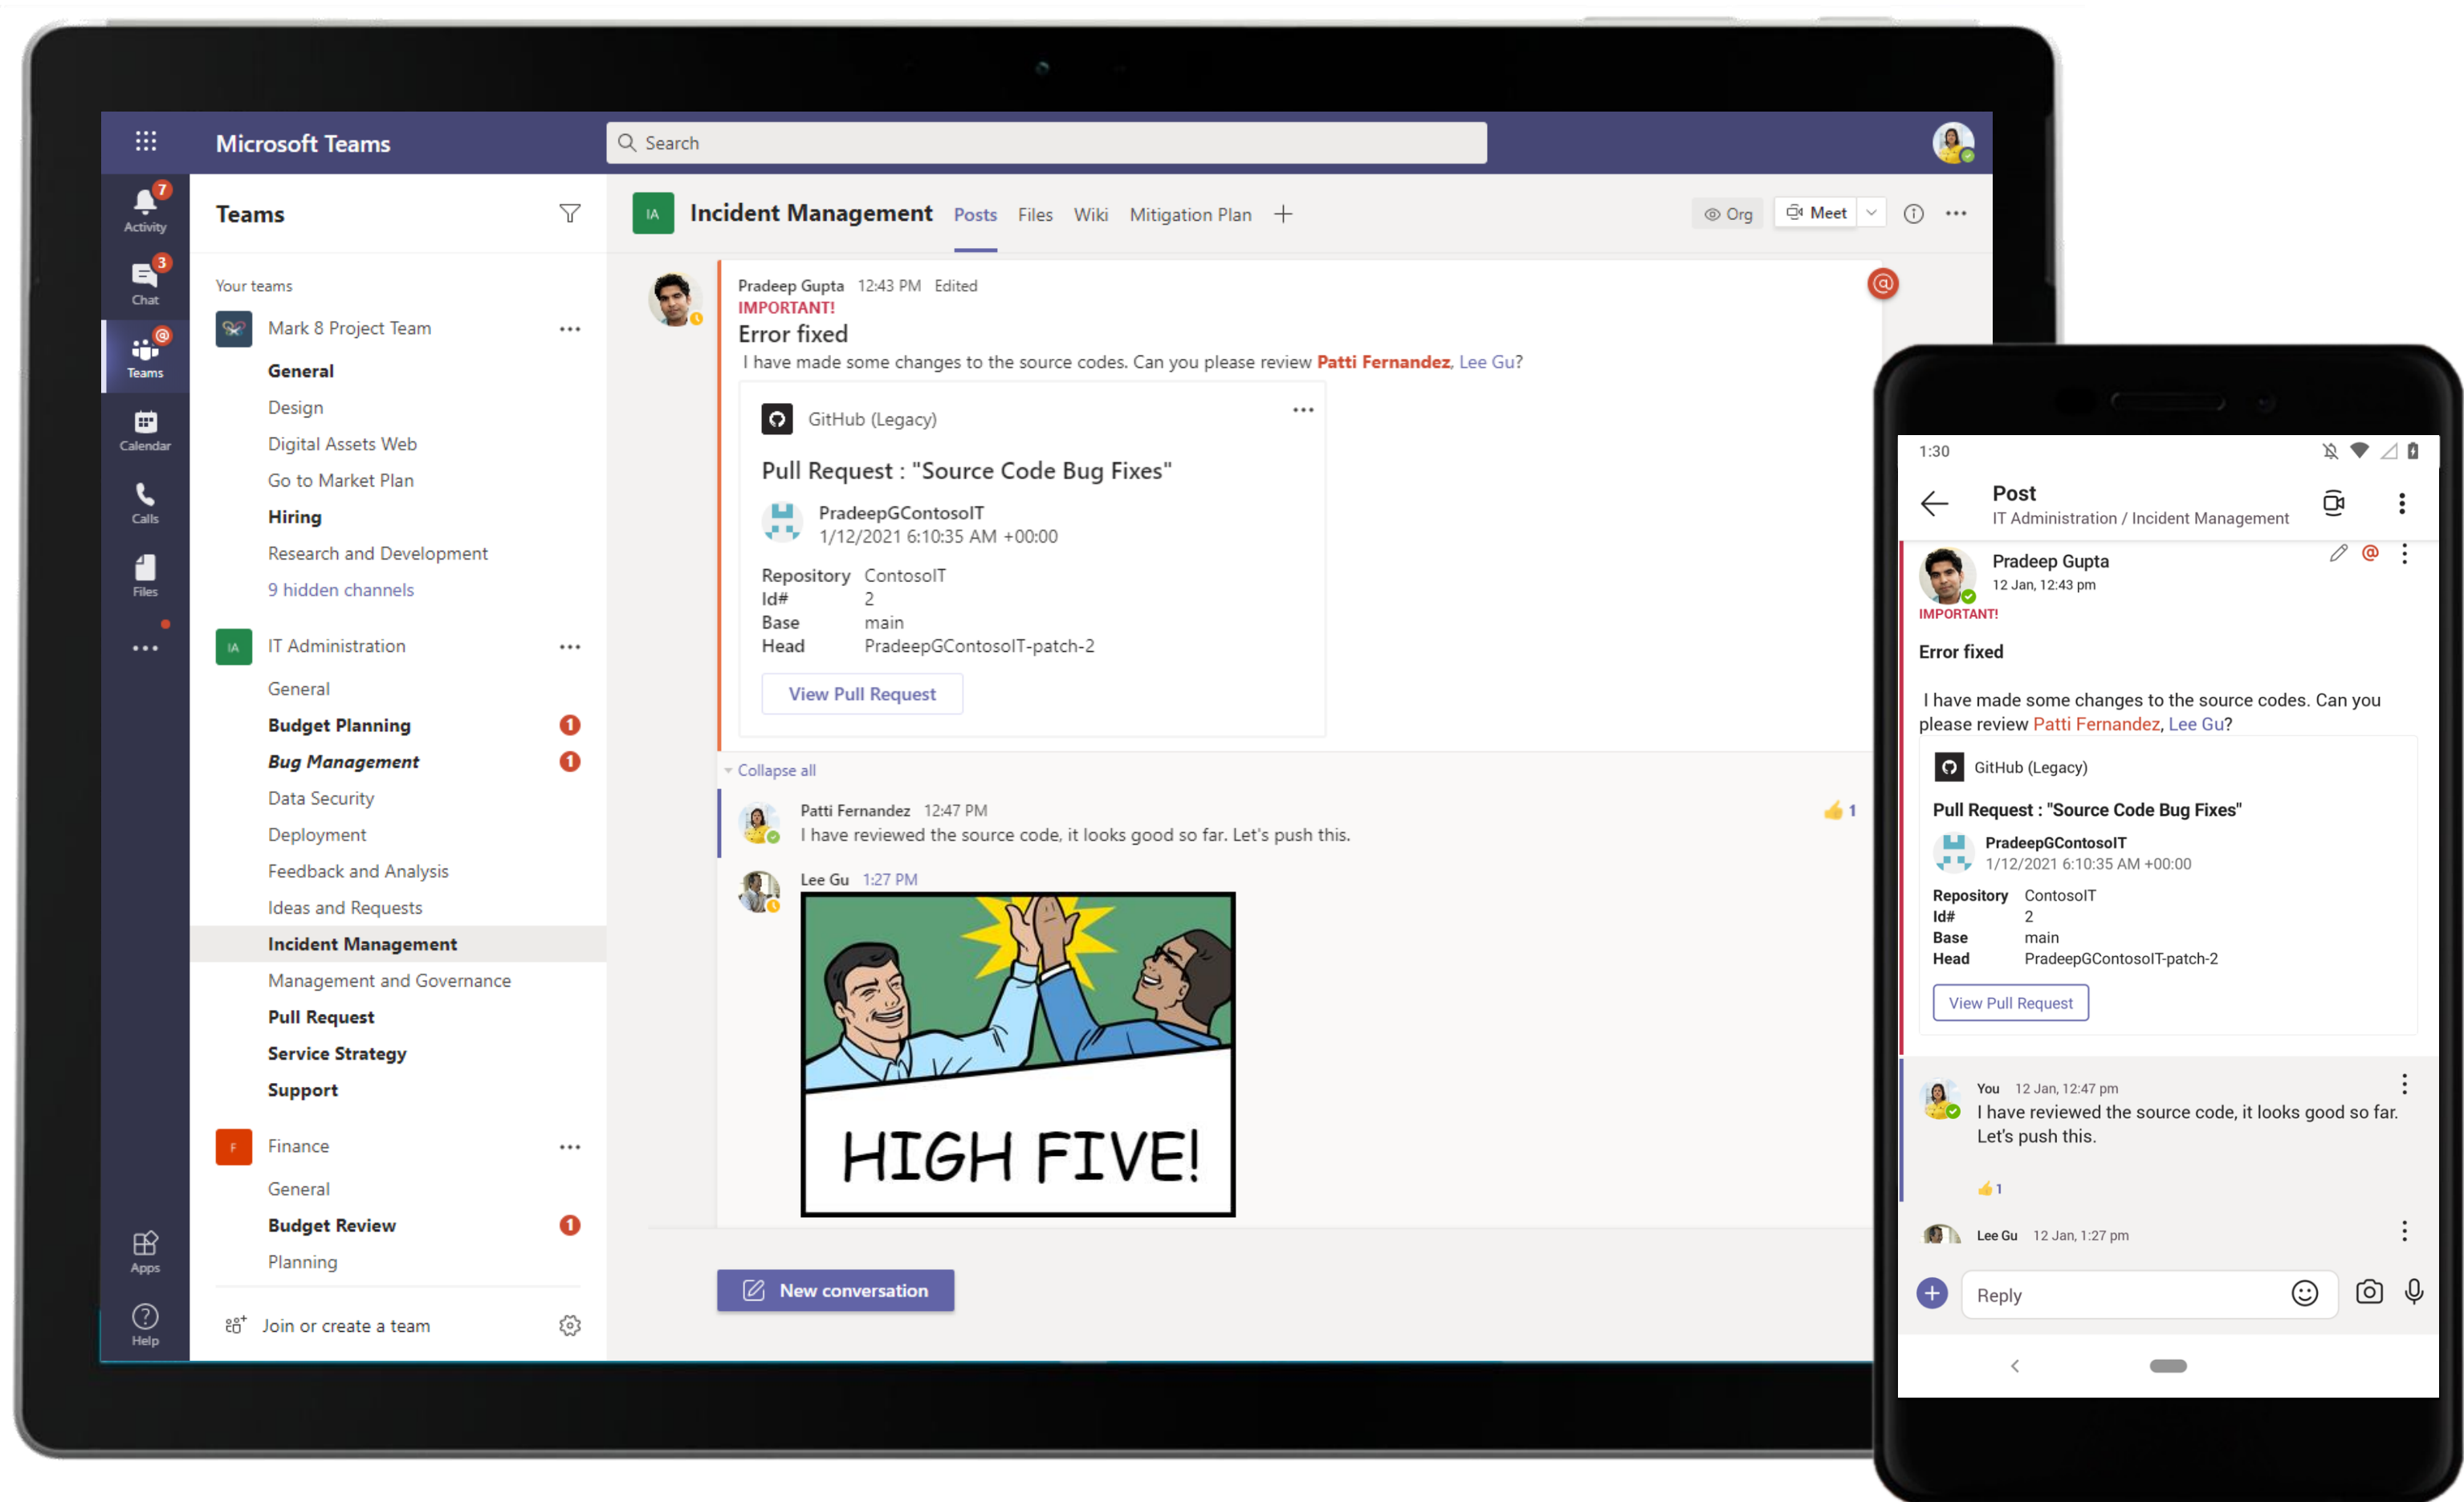 Microsoft Teams
Search
7
Activity
3
Chat
@
Teams
Calendar
Calls
Files
Apps
Help
Teams
Your teams
Mark 8 Project Team
General
Design
Digital Assets Web
Go to Market Plan
Hiring
Research and Development
9 hidden channels
IA IT Administration
General
Budget Planning 1
Bug Management 1
Data Security
Deployment
Feedback and Analysis
Ideas and Requests
Incident Management
Management and Governance
Pull Request
Service Strategy
Support
F Finance
General
Budget Review 1
Planning
Join or create a team
IA Incident Management Posts Files Wiki Mitigation Plan
Org Meet
Pradeep Gupta 12:43 PM Edited
@
IMPORTANT!
Error fixed
I have made some changes to the source codes. Can you please review Patti Fernandez, Lee Gu?
GitHub (Legacy)
Pull Request : "Source Code Bug Fixes"
PradeepGContosoIT
1/12/2021 6:10:35 AM +00:00
Repository ContosoIT
Id# 2
Base main
Head PradeepGContosoIT-patch-2
View Pull Request
Collapse all
Patti Fernandez 12:47 PM
1
I have reviewed the source code, it looks good so far. Let's push this.
Lee Gu 1:27 PM
HIGH FIVE!
New conversation
1:30
Post
IT Administration / Incident Management
Pradeep Gupta
@
12 Jan, 12:43 pm
IMPORTANT!
Error fixed
I have made some changes to the source codes. Can you
please review Patti Fernandez, Lee Gu?
GitHub (Legacy)
Pull Request : "Source Code Bug Fixes"
PradeepGContosoIT
1/12/2021 6:10:35 AM +00:00
Repository ContosoIT
Id# 2
Base main
Head PradeepGContosoIT-patch-2
View Pull Request
You 12 Jan, 12:47 pm
I have reviewed the source code, it looks good so far.
Let's push this.
1
Lee Gu 12 Jan, 1:27 pm
Reply